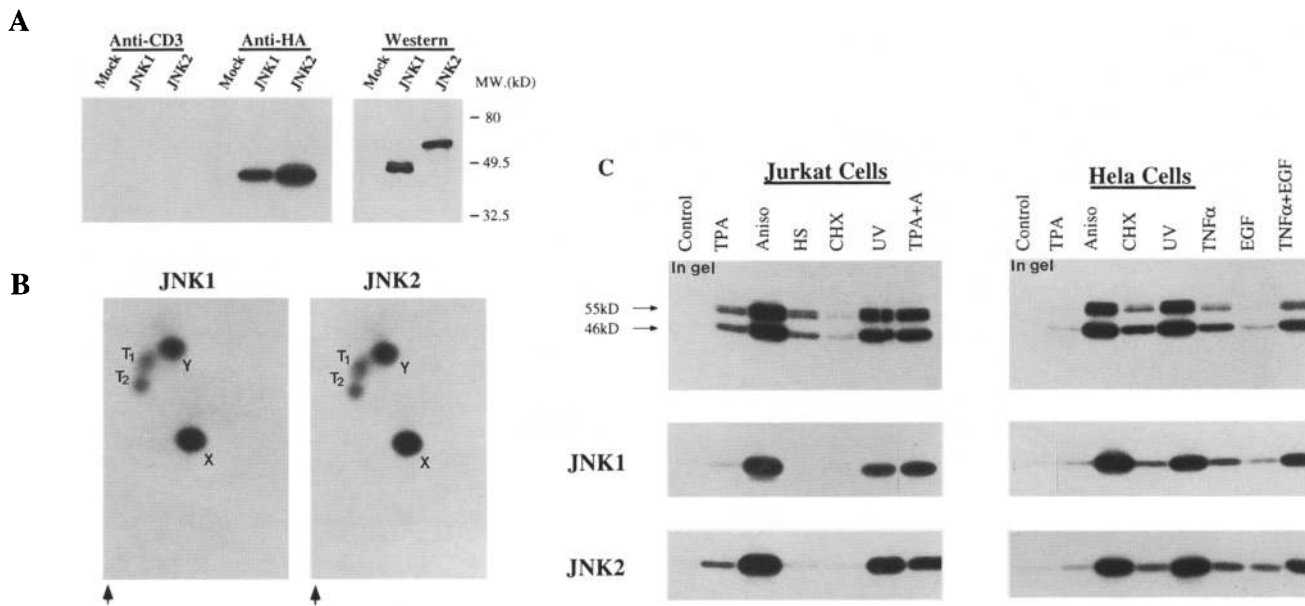 A
Anti-CD3
Anti-HA
Western
Mock
JNK1
JNK2
Mock
JNK1
JNK2
Mock
JNK1
JNK2
MW.(kD)
- 80
- 49.5
- 32.5
B
JNK1
JNK2
T1
T2
Y
X
T1
T2
Y
X
C
Jurkat Cells
Hela Cells
Control
TPA
Aniso
HS
CHX
UV
TPA+A
Control
TPA
Aniso
CHX
UV
TNFα
EGF
TNFα+EGF
In gel
In gel
55kD
46kD
JNK1
JNK2